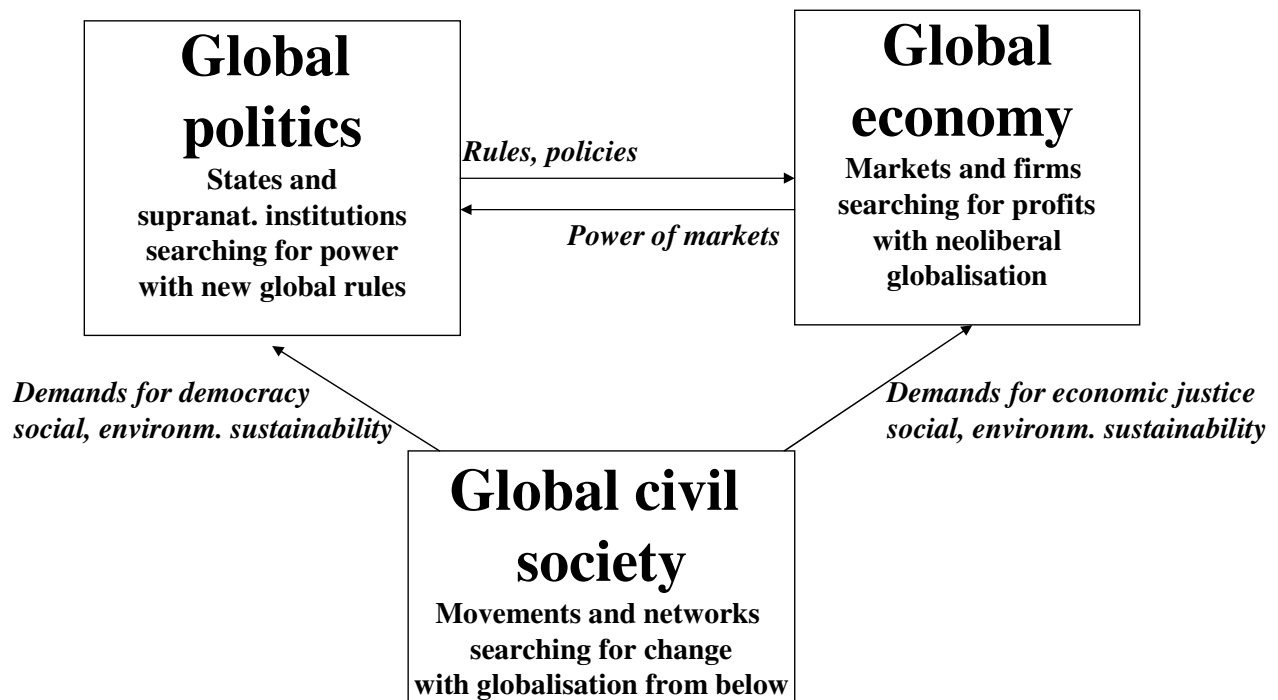 Global
politics
States and
supranat. institutions
searching for power
with new global rules
Rules, policies
Power of markets
Global
economy
Markets and firms
searching for profits
with neoliberal
globalisation
Demands for democracy
social, environm. sustainability
Demands for economic justice
social, environm. sustainability
Global civil
society
Movements and networks
searching for change
with globalisation from below